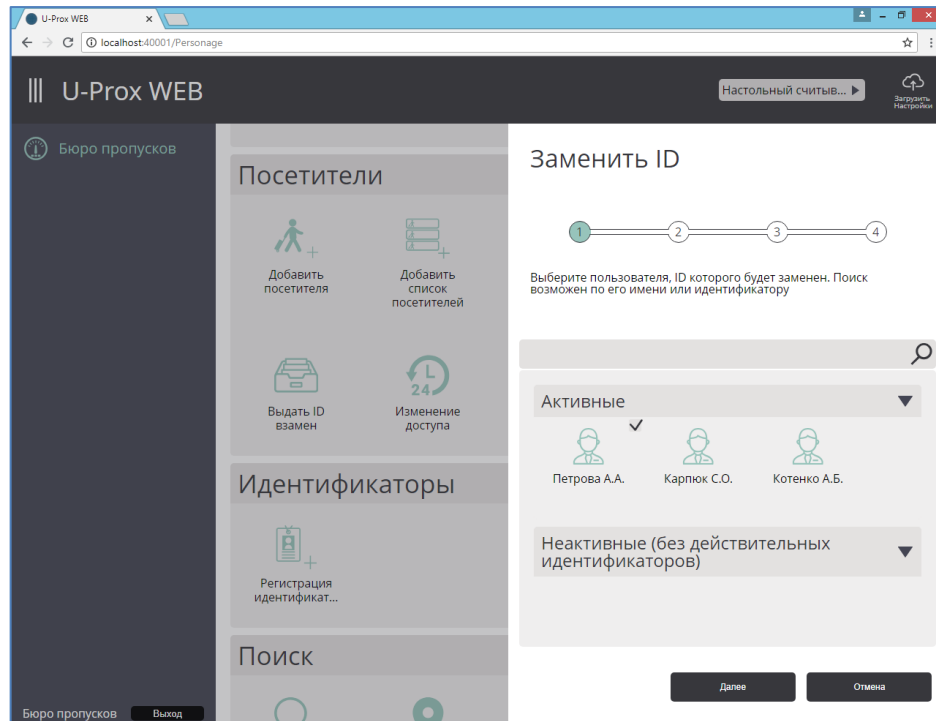 U-Prox WEB
localhost:40001/Personage
U-Prox WEB
Настольный считыв...
Загрузить
Настройки
Бюро пропусков
Посетители
Добавить
посетителя
Добавить
список
посетителей
Выдать ID
взамен
24
Изменение
доступа
Идентификаторы
Регистрация
идентификат...
Поиск
Бюро пропусков
Выход
Заменить ID
1 2 3 4
Выберите пользователя, ID которого будет заменен. Поиск
возможен по его имени или идентификатору
Активные
Петрова А.А.
Карпюк С.О.
Котенко А.Б.
Неактивные (без действительных
идентификаторов)
Далее
Отмена